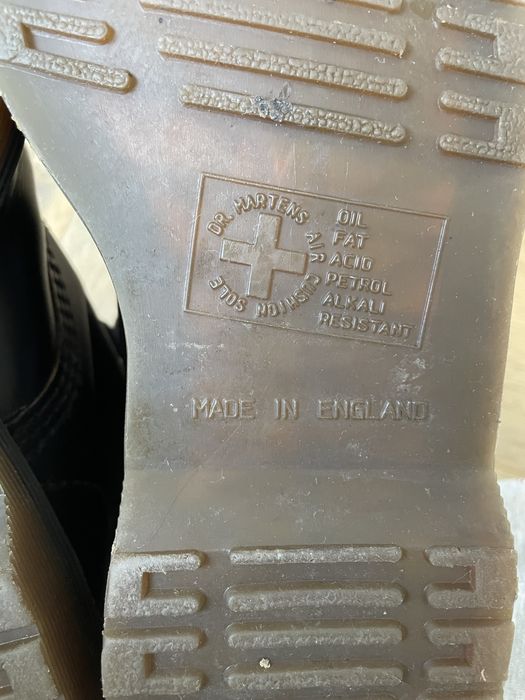 DR. MARTENS AIR CUSHION SOLE
OIL
FAT
ACID
PETROL
ALKALI
RESISTANT
MADE IN ENGLAND